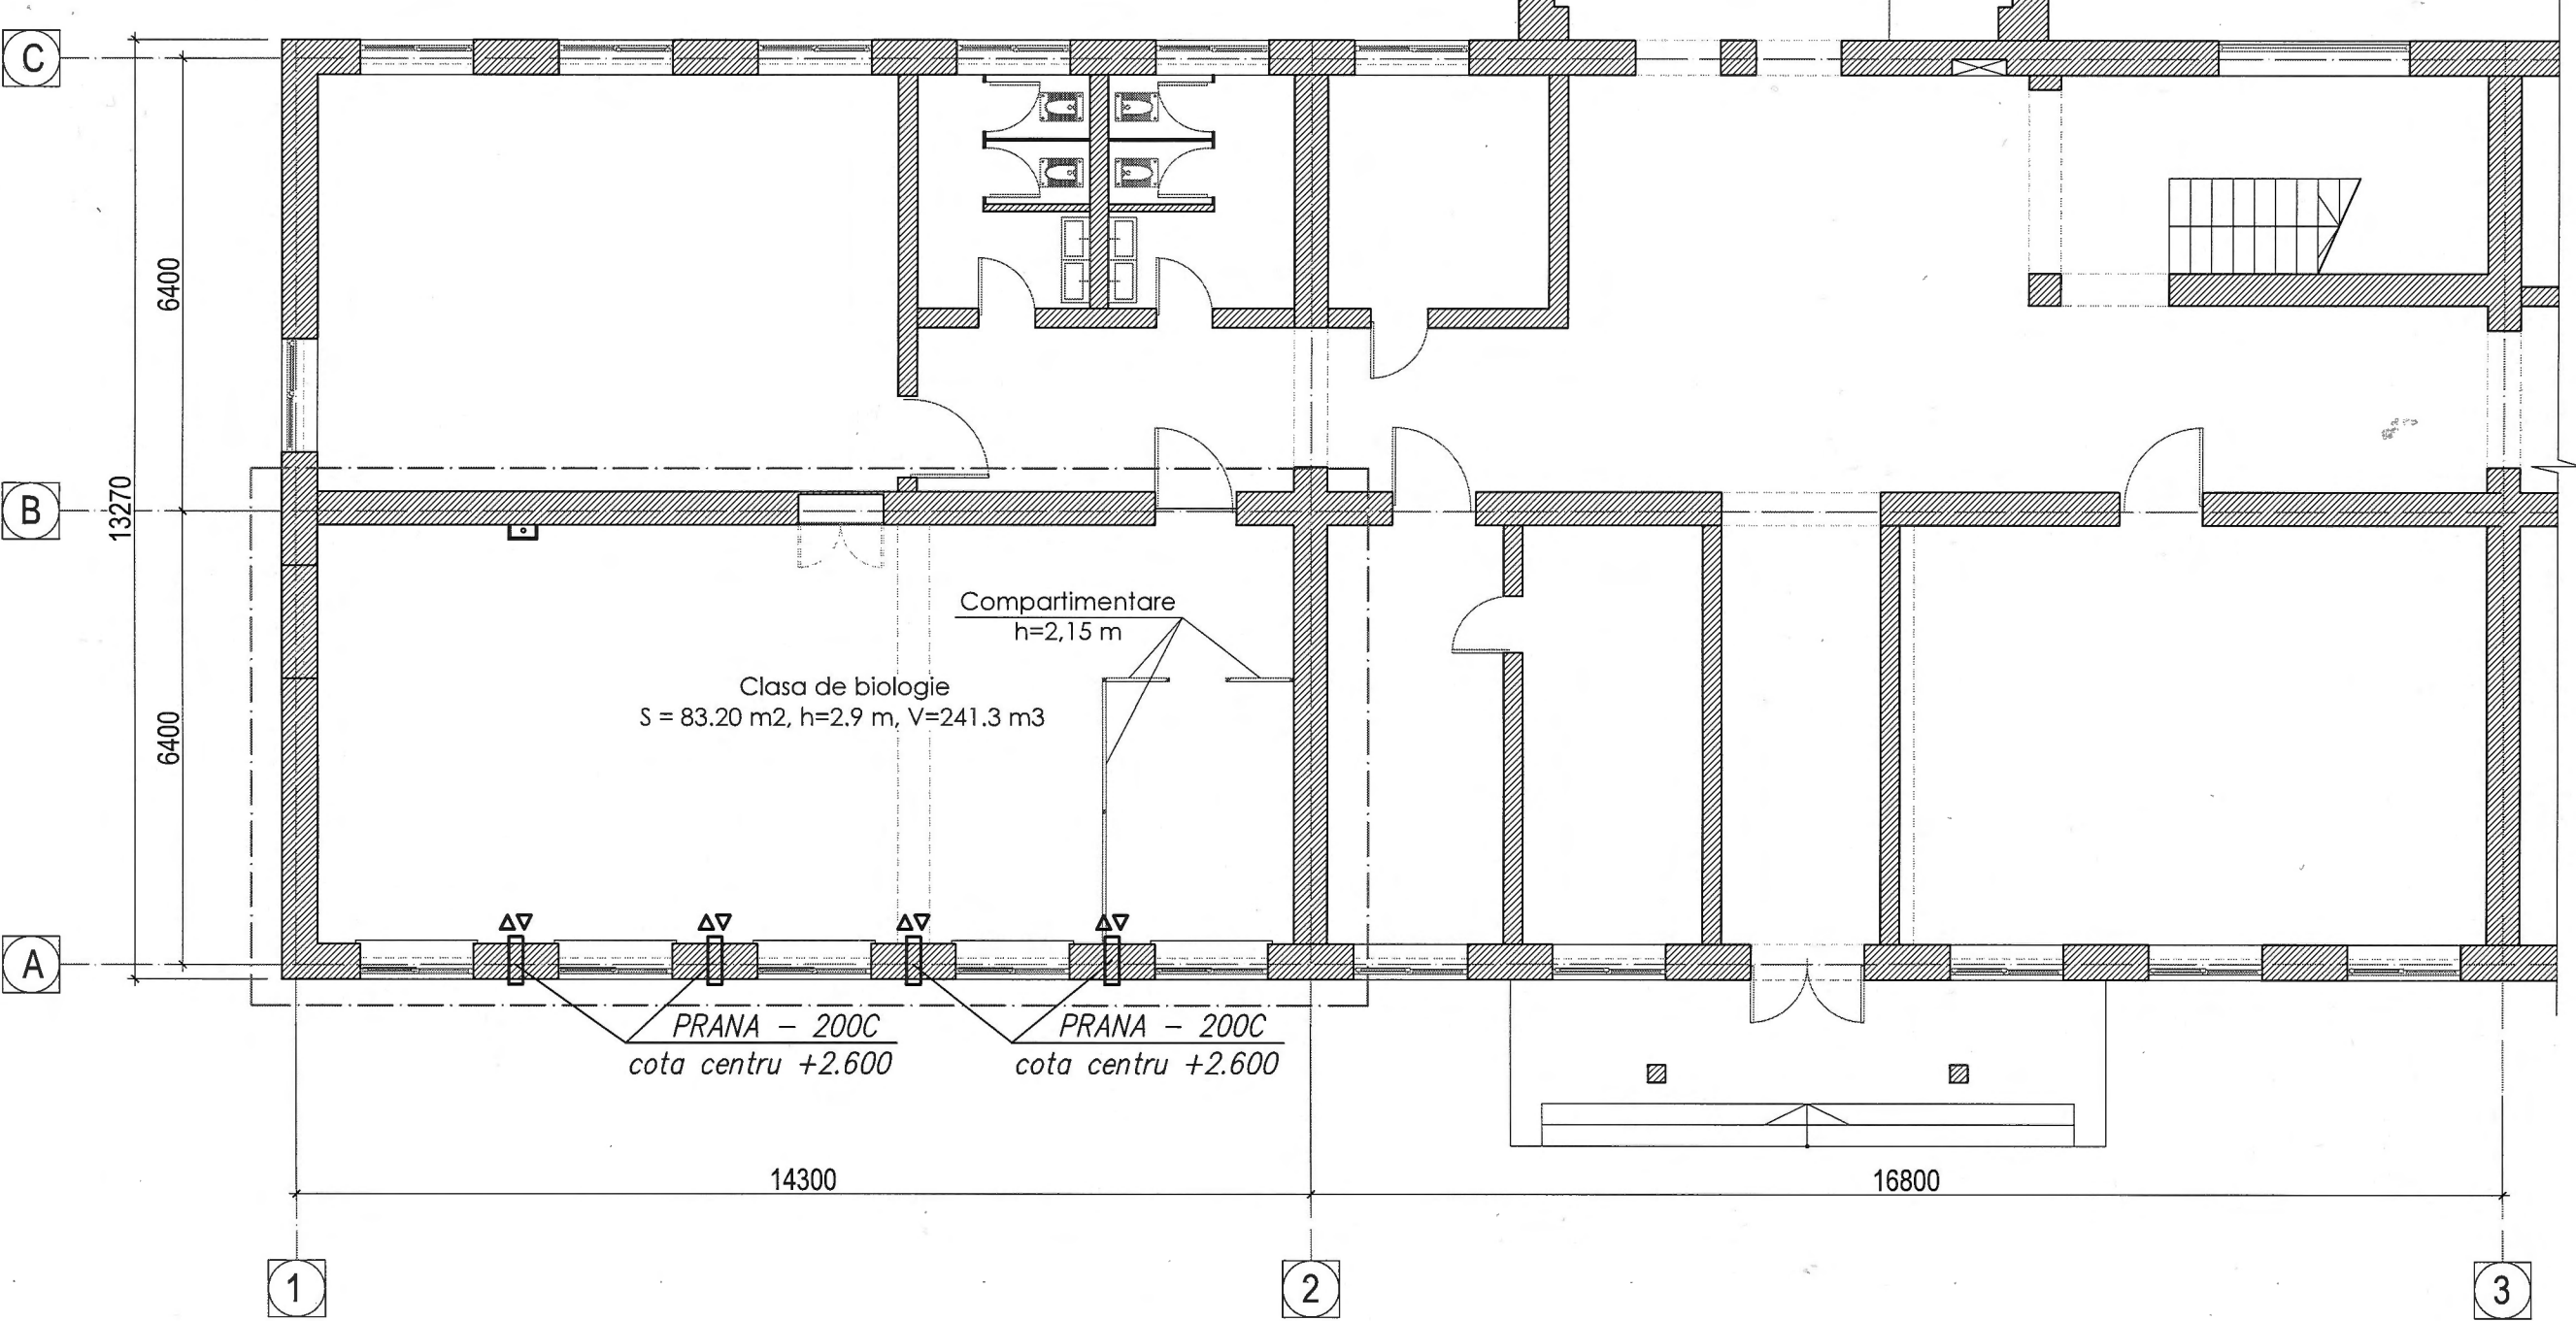 C
6400
B
13270
Compartimentare
h=2,15 m
Clasa de biologie
S = 83.20 m2, h=2.9 m, V=241.3 m3
6400
A
PRANA - 200C
cota centru +2.600
PRANA - 200C
cota centru +2.600
14300
16800
1
2
3